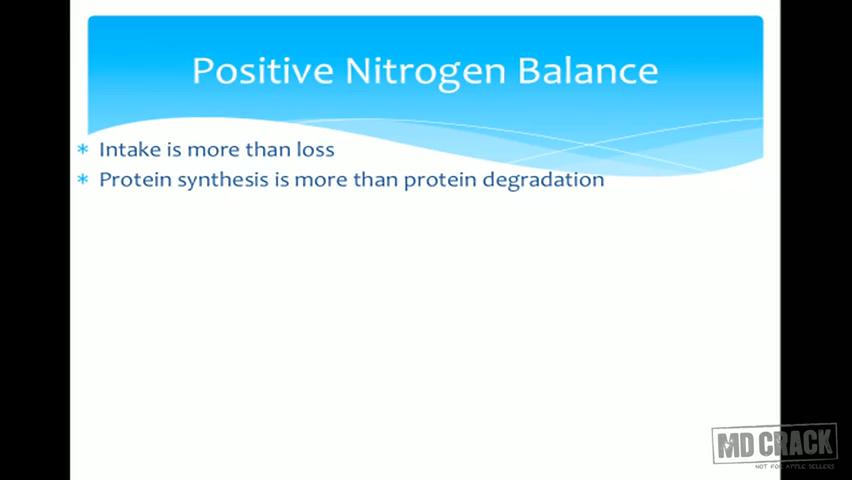 Positive Nitrogen Balance
* Intake is more than loss
* Protein synthesis is more than protein degradation
MD CRACK
NOT FOR APPLE SELLERS